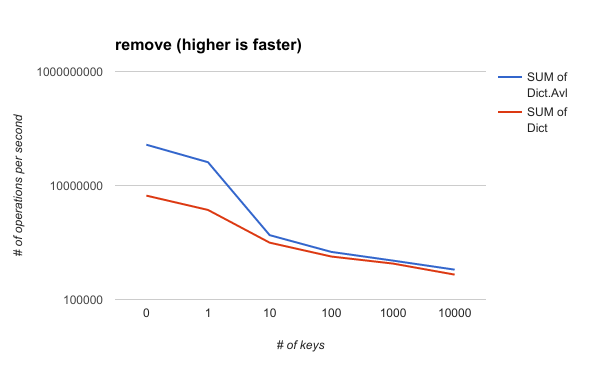 remove (higher is faster)
1000000000
10000000
100000
# of operations per second
0 1 10 100 1000 10000
# of keys
SUM of
Dict.Avl
SUM of
Dict